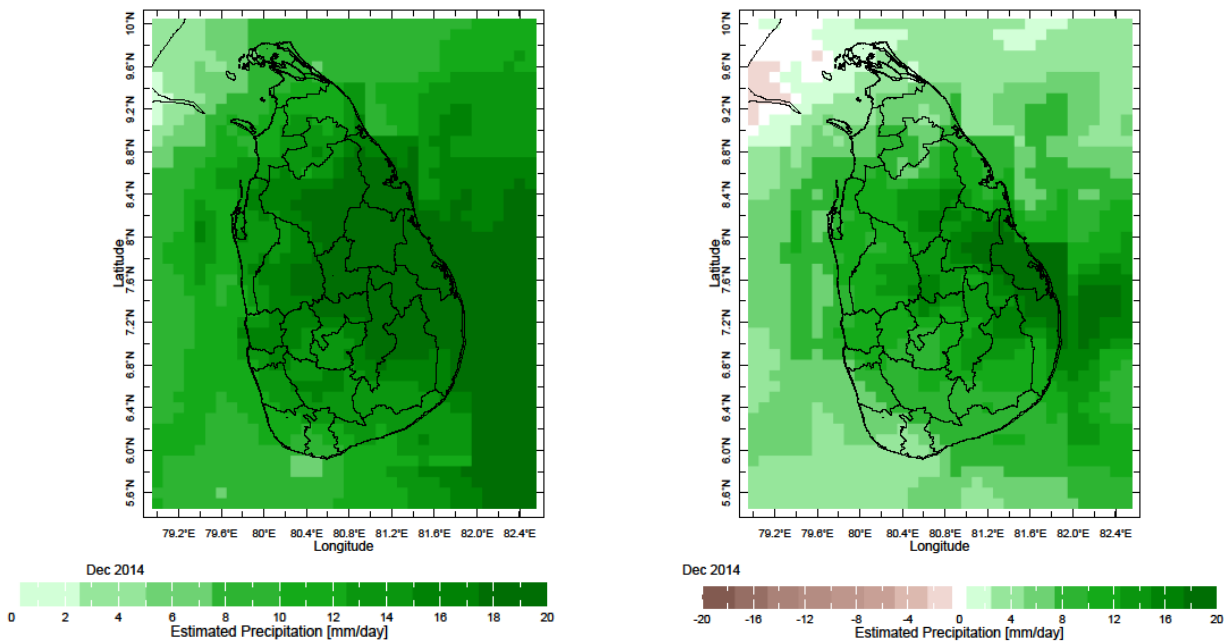 10°N
9.6°N
9.2°N
8.8°N
8.4°N
8°N
7.6°N
7.2°N
6.8°N
6.4°N
6.0°N
5.6°N
Latitude
79.2°E 79.6°E 80°E 80.4°E 80.8°E 81.2°E 81.6°E 82.0°E 82.4°E
Longitude
Dec 2014
0 2 4 6 8 10 12 14 16 18 20
Estimated Precipitation [mm/day]
10°N
9.6°N
9.2°N
8.8°N
8.4°N
8°N
7.6°N
7.2°N
6.8°N
6.4°N
6.0°N
5.6°N
Latitude
79.2°E 79.6°E 80°E 80.4°E 80.8°E 81.2°E 81.6°E 82.0°E 82.4°E
Longitude
Dec 2014
-20 -16 -12 -8 -4 0 4 8 12 16 20
Estimated Precipitation [mm/day]